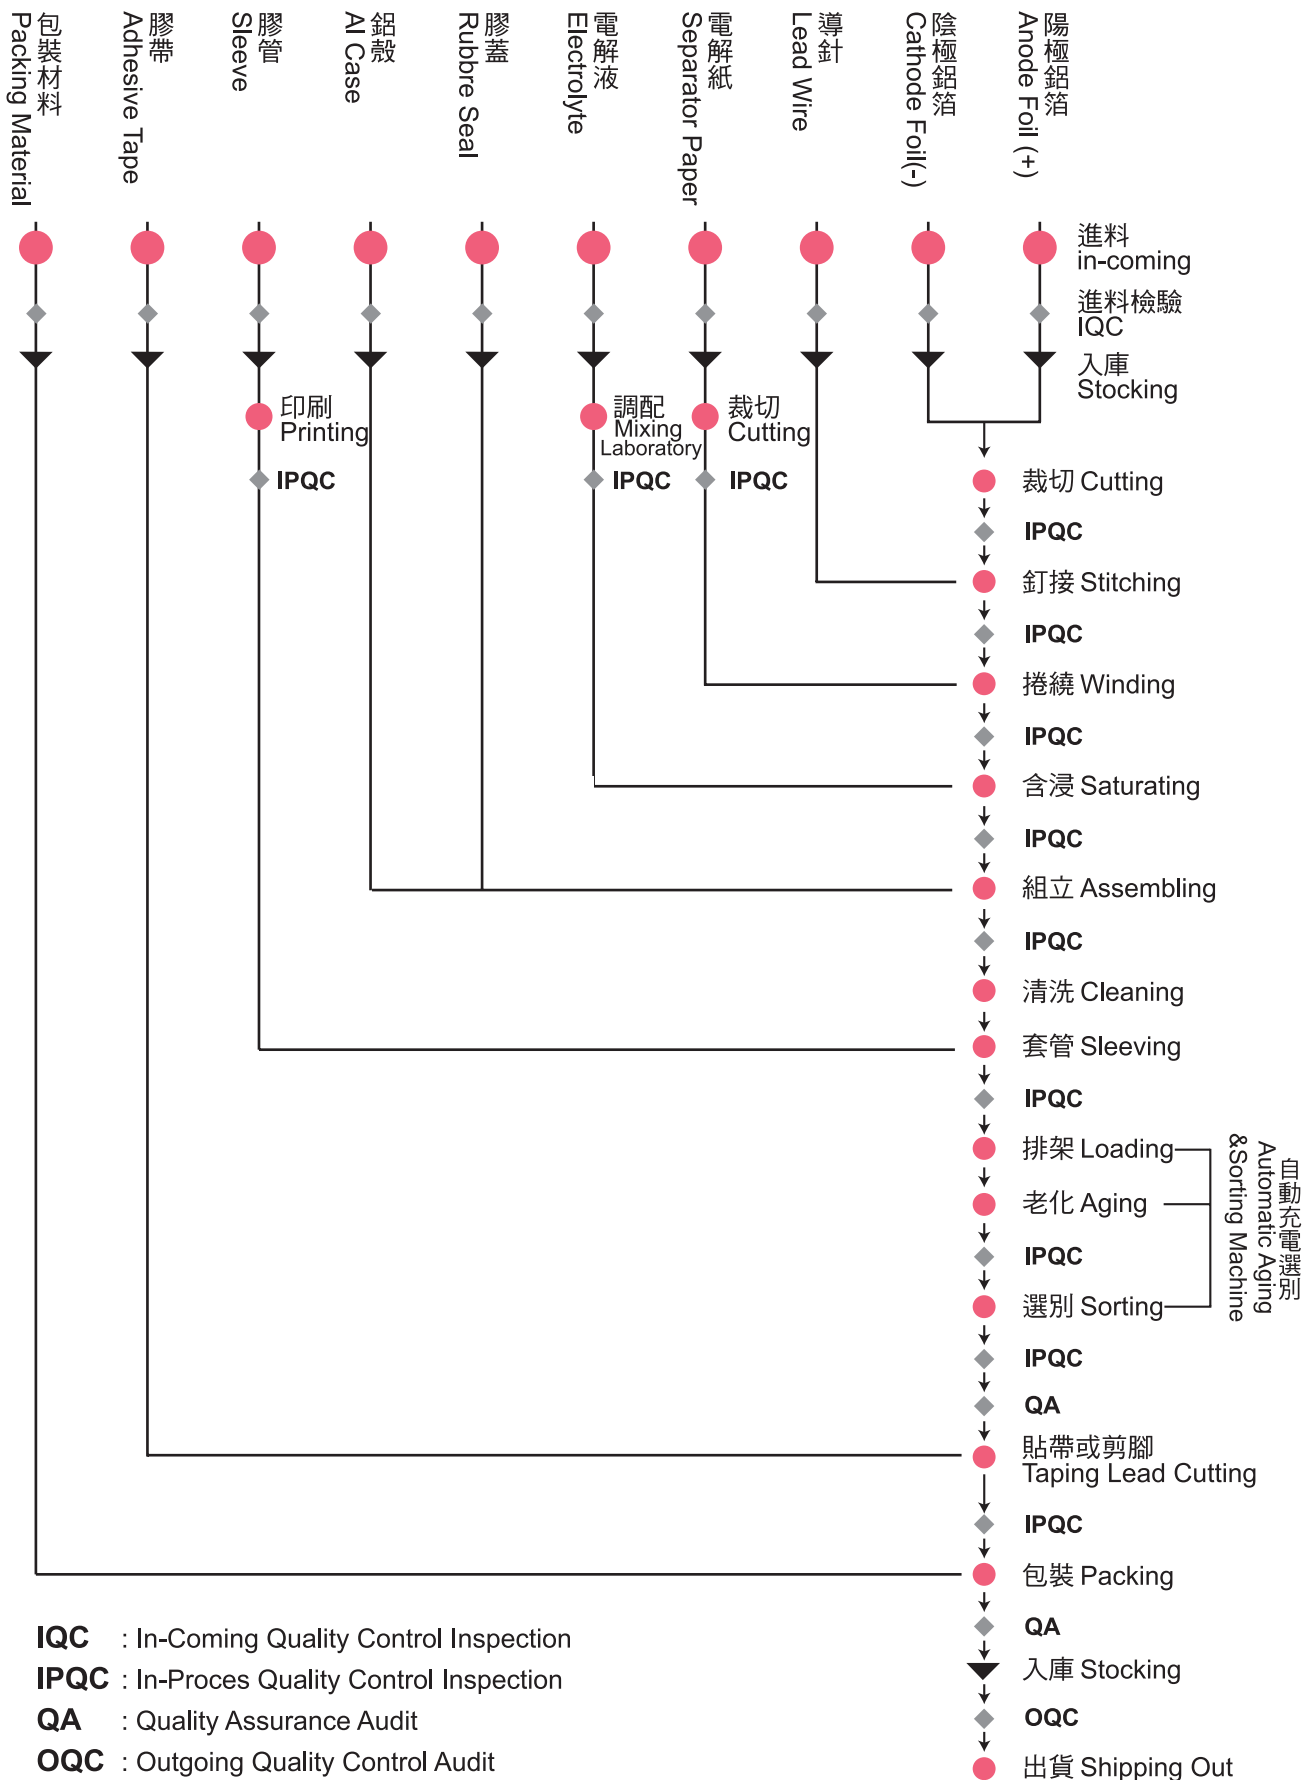 包裝材料
Packing Material
膠帶
Adhesive Tape
膠管
Sleeve
鋁殼
Al Case
膠蓋
Rubbre Seal
電解液
Electrolyte
電解紙
Separator Paper
導針
Lead Wire
陰極鋁箔
Cathode Foil(-)
陽極鋁箔
Anode Foil (+)
進料
in-coming
進料檢驗
IQC
入庫
Stocking
印刷
Printing
IPQC
調配
Mixing
Laboratory
IPQC
裁切
Cutting
IPQC
裁切 Cutting
IPQC
釘接 Stitching
IPQC
捲繞 Winding
IPQC
含浸 Saturating
IPQC
組立 Assembling
IPQC
清洗 Cleaning
套管 Sleeving
IPQC
排架 Loading
老化 Aging
IPQC
選別 Sorting
自動充電選別
Automatic Aging
&Sorting Machine
IPQC
QA
貼帶或剪腳
Taping Lead Cutting
IPQC
包裝 Packing
QA
入庫 Stocking
OQC
出貨 Shipping Out
IQC : In-Coming Quality Control Inspection
IPQC : In-Proces Quality Control Inspection
QA : Quality Assurance Audit
OQC : Outgoing Quality Control Audit